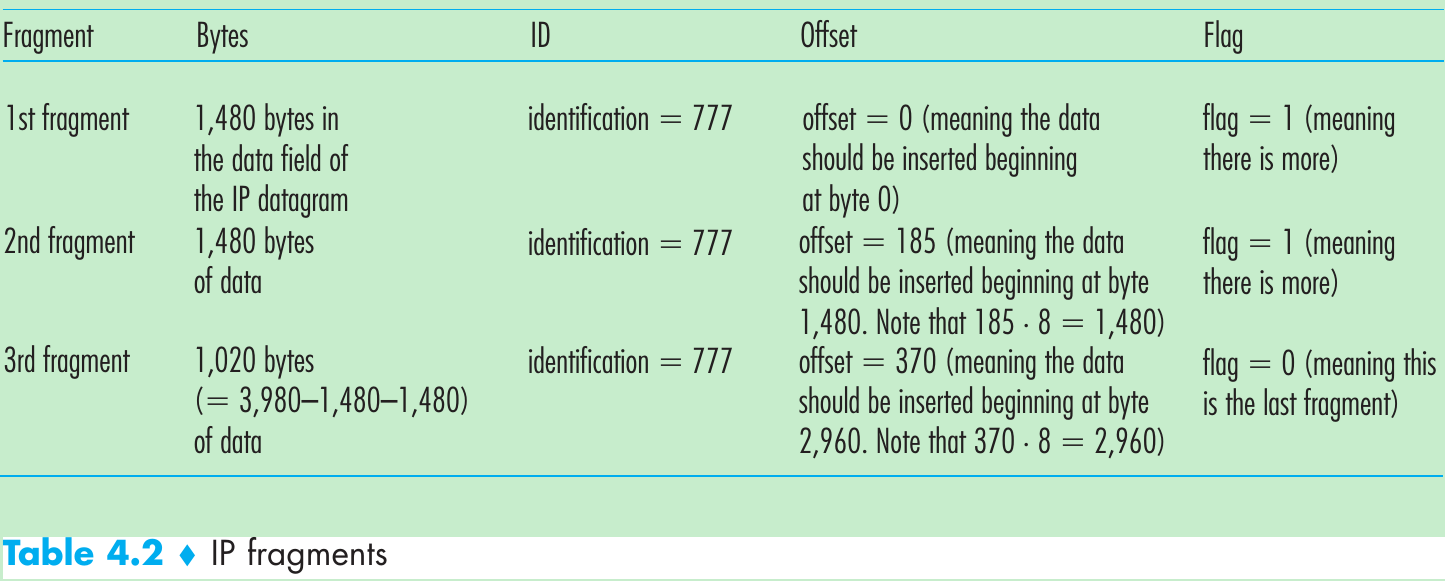 Fragment Bytes ID Offset Flag
1st fragment 1,480 bytes in identification = 777 offset = 0 (meaning the data flag = 1 (meaning
the data field of should be inserted beginning there is more)
the IP datagram at byte 0)
2nd fragment 1,480 bytes identification = 777 offset = 185 (meaning the data flag = 1 (meaning
of data should be inserted beginning at byte there is more)
1,480. Note that 185 · 8 = 1,480)
3rd fragment 1,020 bytes identification = 777 offset = 370 (meaning the data flag = 0 (meaning this
(= 3,980–1,480–1,480) should be inserted beginning at byte is the last fragment)
of data 2,960. Note that 370 · 8 = 2,960)
Table 4.2 ♦ IP fragments